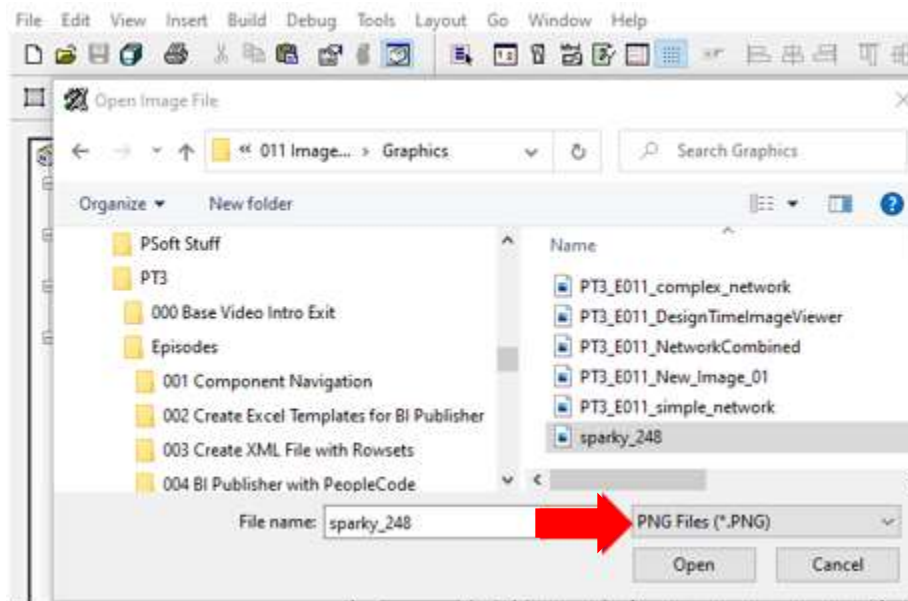 File Edit View Insert Build Debug Tools Layout Go Window Help
Open Image File
« 011 Image... › Graphics
Search Graphics
Organize
New folder
PSoft Stuff
PT3
000 Base Video Intro Exit
Episodes
001 Component Navigation
002 Create Excel Templates for BI Publisher
003 Create XML File with Rowsets
004 BI Publisher with PeopleCode
Name
PT3_E011_complex_network
PT3_E011_DesignTimeImageViewer
PT3_E011_NetworkCombined
PT3_E011_New_Image_01
PT3_E011_simple_network
sparky_248
File name: sparky_248
PNG Files (*.PNG)
Open Cancel